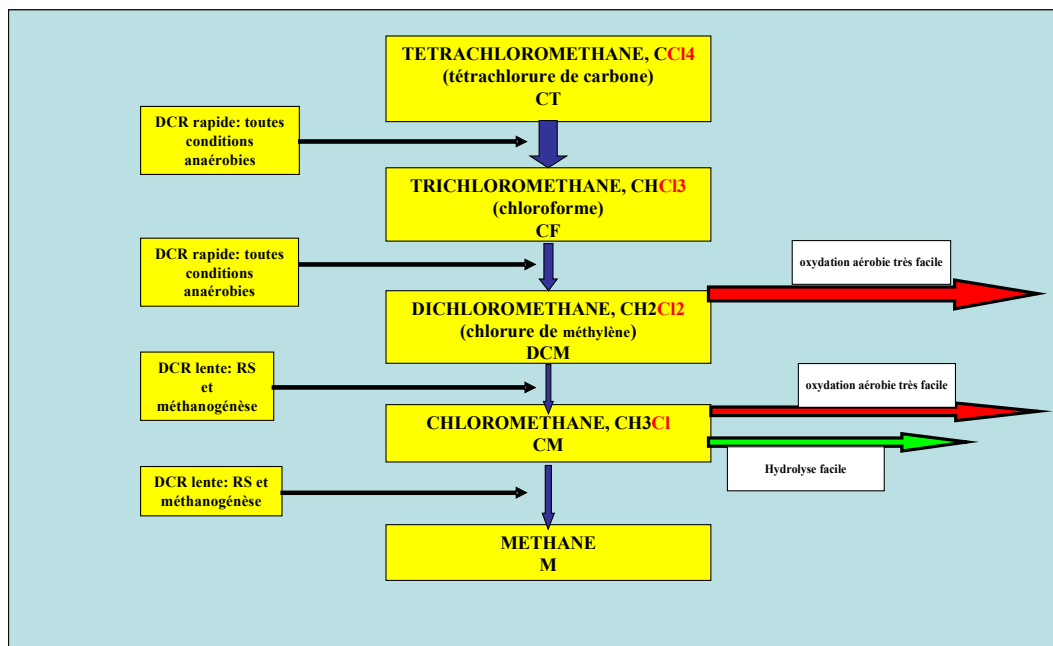 TETRACHLOROMETHANE, CCl4
(tétrachlorure de carbone)
CT
DCR rapide: toutes
conditions
anaérobies
TRICHLOROMETHANE, CHCl3
(chloroforme)
CF
DCR rapide: toutes
conditions
anaérobies
oxydation aérobie très facile
DICHLOROMETHANE, CH2Cl2
(chlorure de méthylène)
DCM
DCR lente: RS
et
méthanogénèse
oxydation aérobie très facile
CHLOROMETHANE, CH3Cl
CM
Hydrolyse facile
DCR lente: RS et
méthanogénèse
METHANE
M